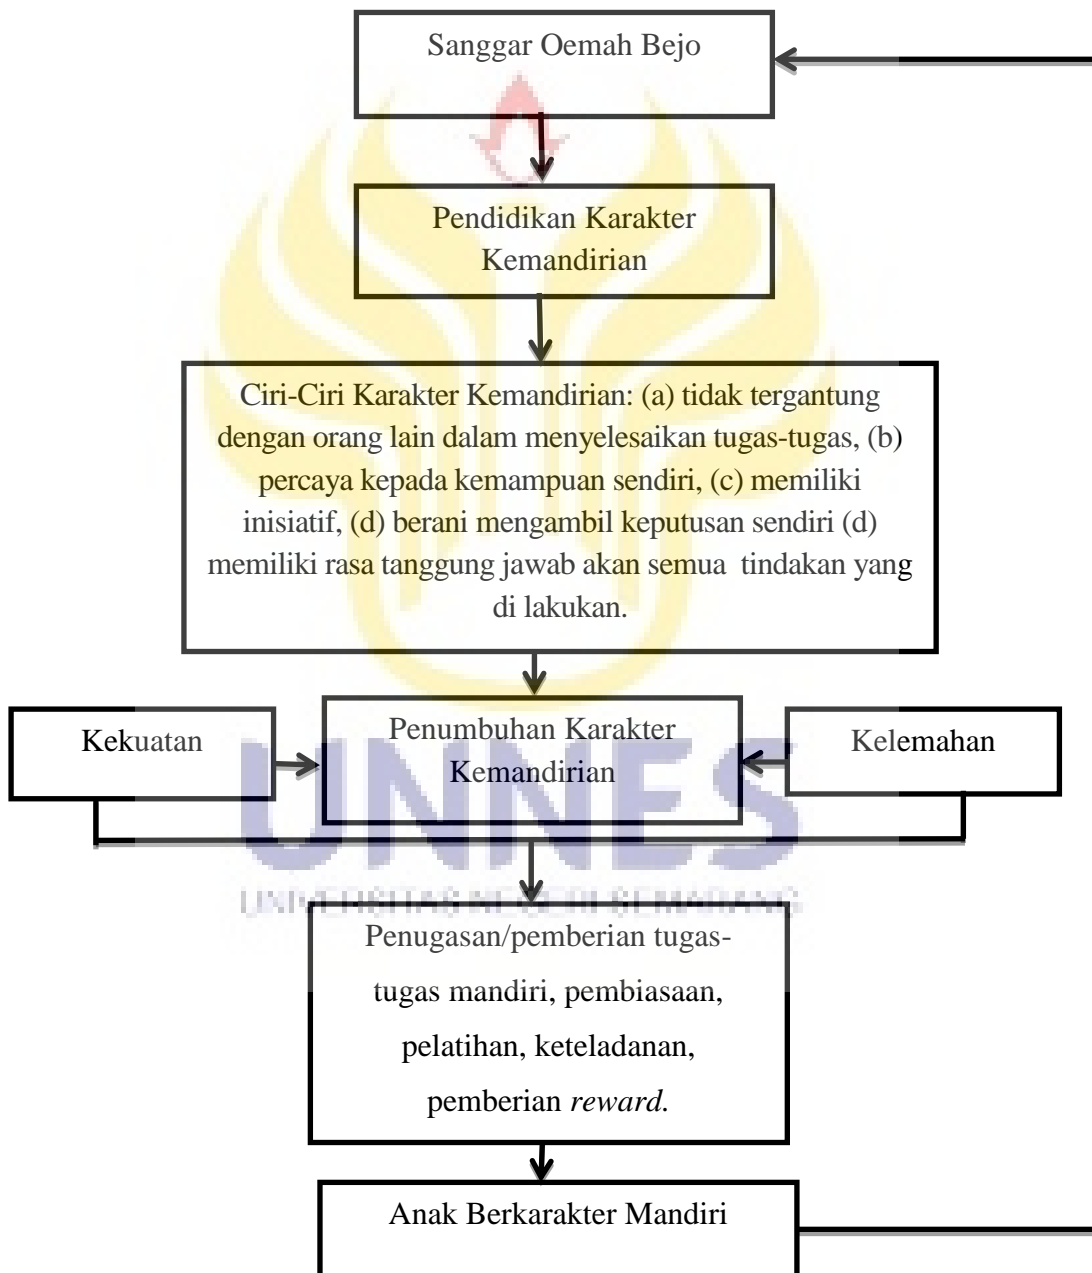 Sanggar Oemah Bejo
Pendidikan Karakter
Kemandirian
Ciri-Ciri Karakter Kemandirian: (a) tidak tergantung
dengan orang lain dalam menyelesaikan tugas-tugas, (b)
percaya kepada kemampuan sendiri, (c) memiliki
inisiatif, (d) berani mengambil keputusan sendiri (d)
memiliki rasa tanggung jawab akan semua tindakan yang
di lakukan.
Kekuatan
Penumbuhan Karakter
Kemandirian
Kelemahan
UNNES
UNIVERSITAS NEGERI SEMARANG
Penugasan/pemberian tugas-
tugas mandiri, pembiasaan,
pelatihan, keteladanan,
pemberian reward.
Anak Berkarakter Mandiri